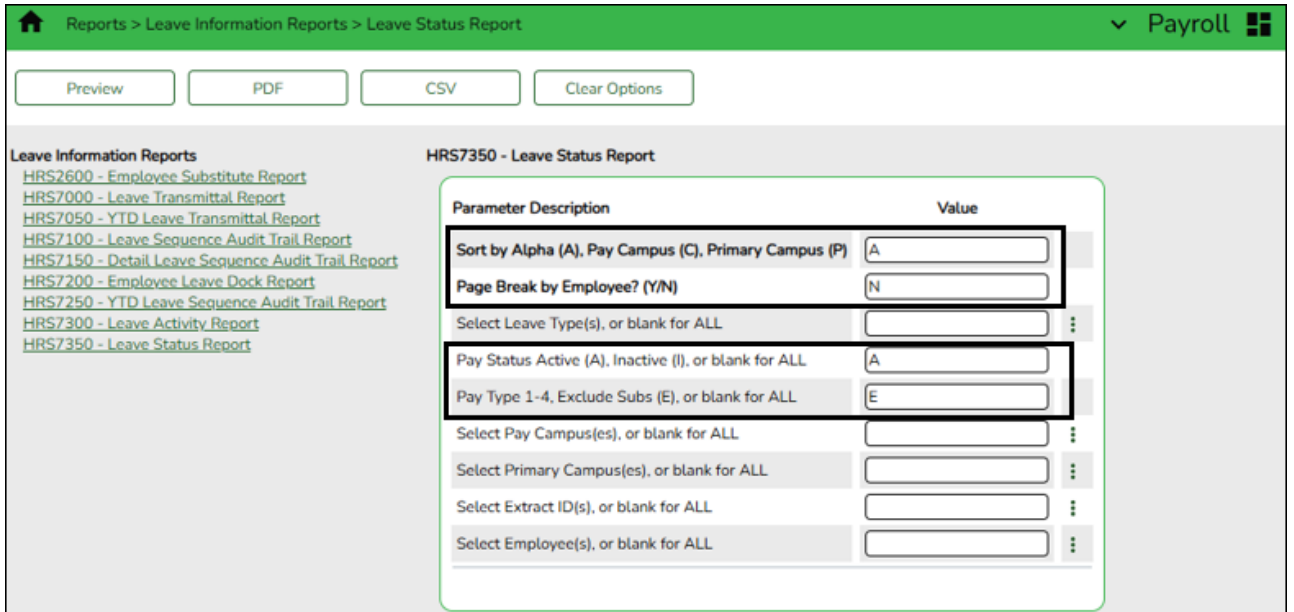 Reports > Leave Information Reports > Leave Status Report
Payroll
Preview
PDF
CSV
Clear Options
Leave Information Reports
HRS2600 - Employee Substitute Report
HRS7000 - Leave Transmittal Report
HRS7050 - YTD Leave Transmittal Report
HRS7100 - Leave Sequence Audit Trail Report
HRS7150 - Detail Leave Sequence Audit Trail Report
HRS7200 - Employee Leave Dock Report
HRS7250 - YTD Leave Sequence Audit Trail Report
HRS7300 - Leave Activity Report
HRS7350 - Leave Status Report
HRS7350 - Leave Status Report
Parameter Description Value
Sort by Alpha (A), Pay Campus (C), Primary Campus (P) A
Page Break by Employee? (Y/N) N
Select Leave Type(s), or blank for ALL
Pay Status Active (A), Inactive (I), or blank for ALL A
Pay Type 1-4, Exclude Subs (E), or blank for ALL E
Select Pay Campus(es), or blank for ALL
Select Primary Campus(es), or blank for ALL
Select Extract ID(s), or blank for ALL
Select Employee(s), or blank for ALL